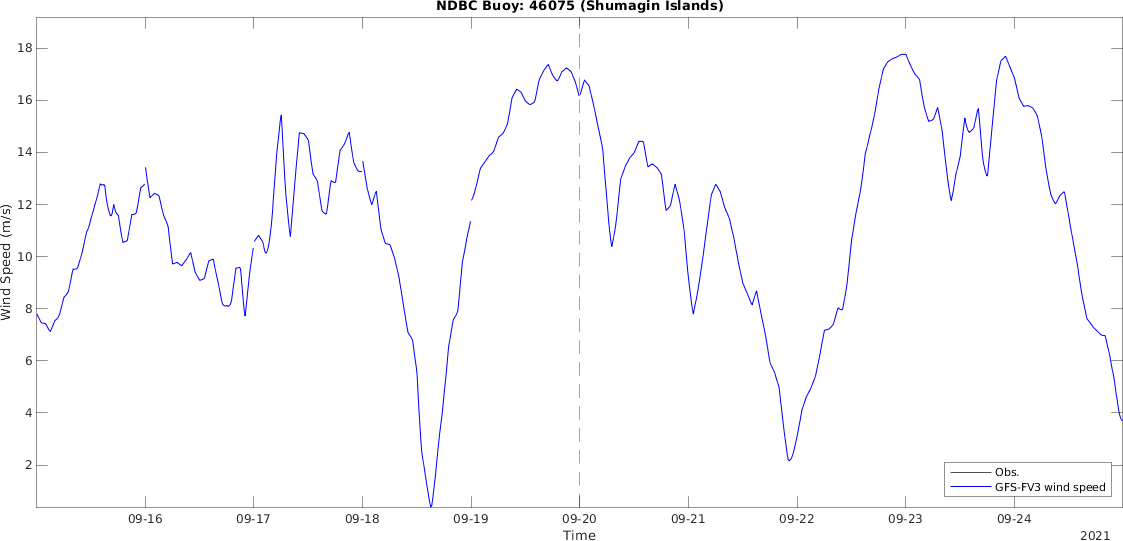 NDBC Buoy: 46075 (Shumagin Islands)
Wind Speed (m/s)
18
16
14
12
10
8
6
4
2
09-16 09-17 09-18 09-19 09-20 09-21 09-22 09-23 09-24
Time
2021
Obs.
GFS-FV3 wind speed